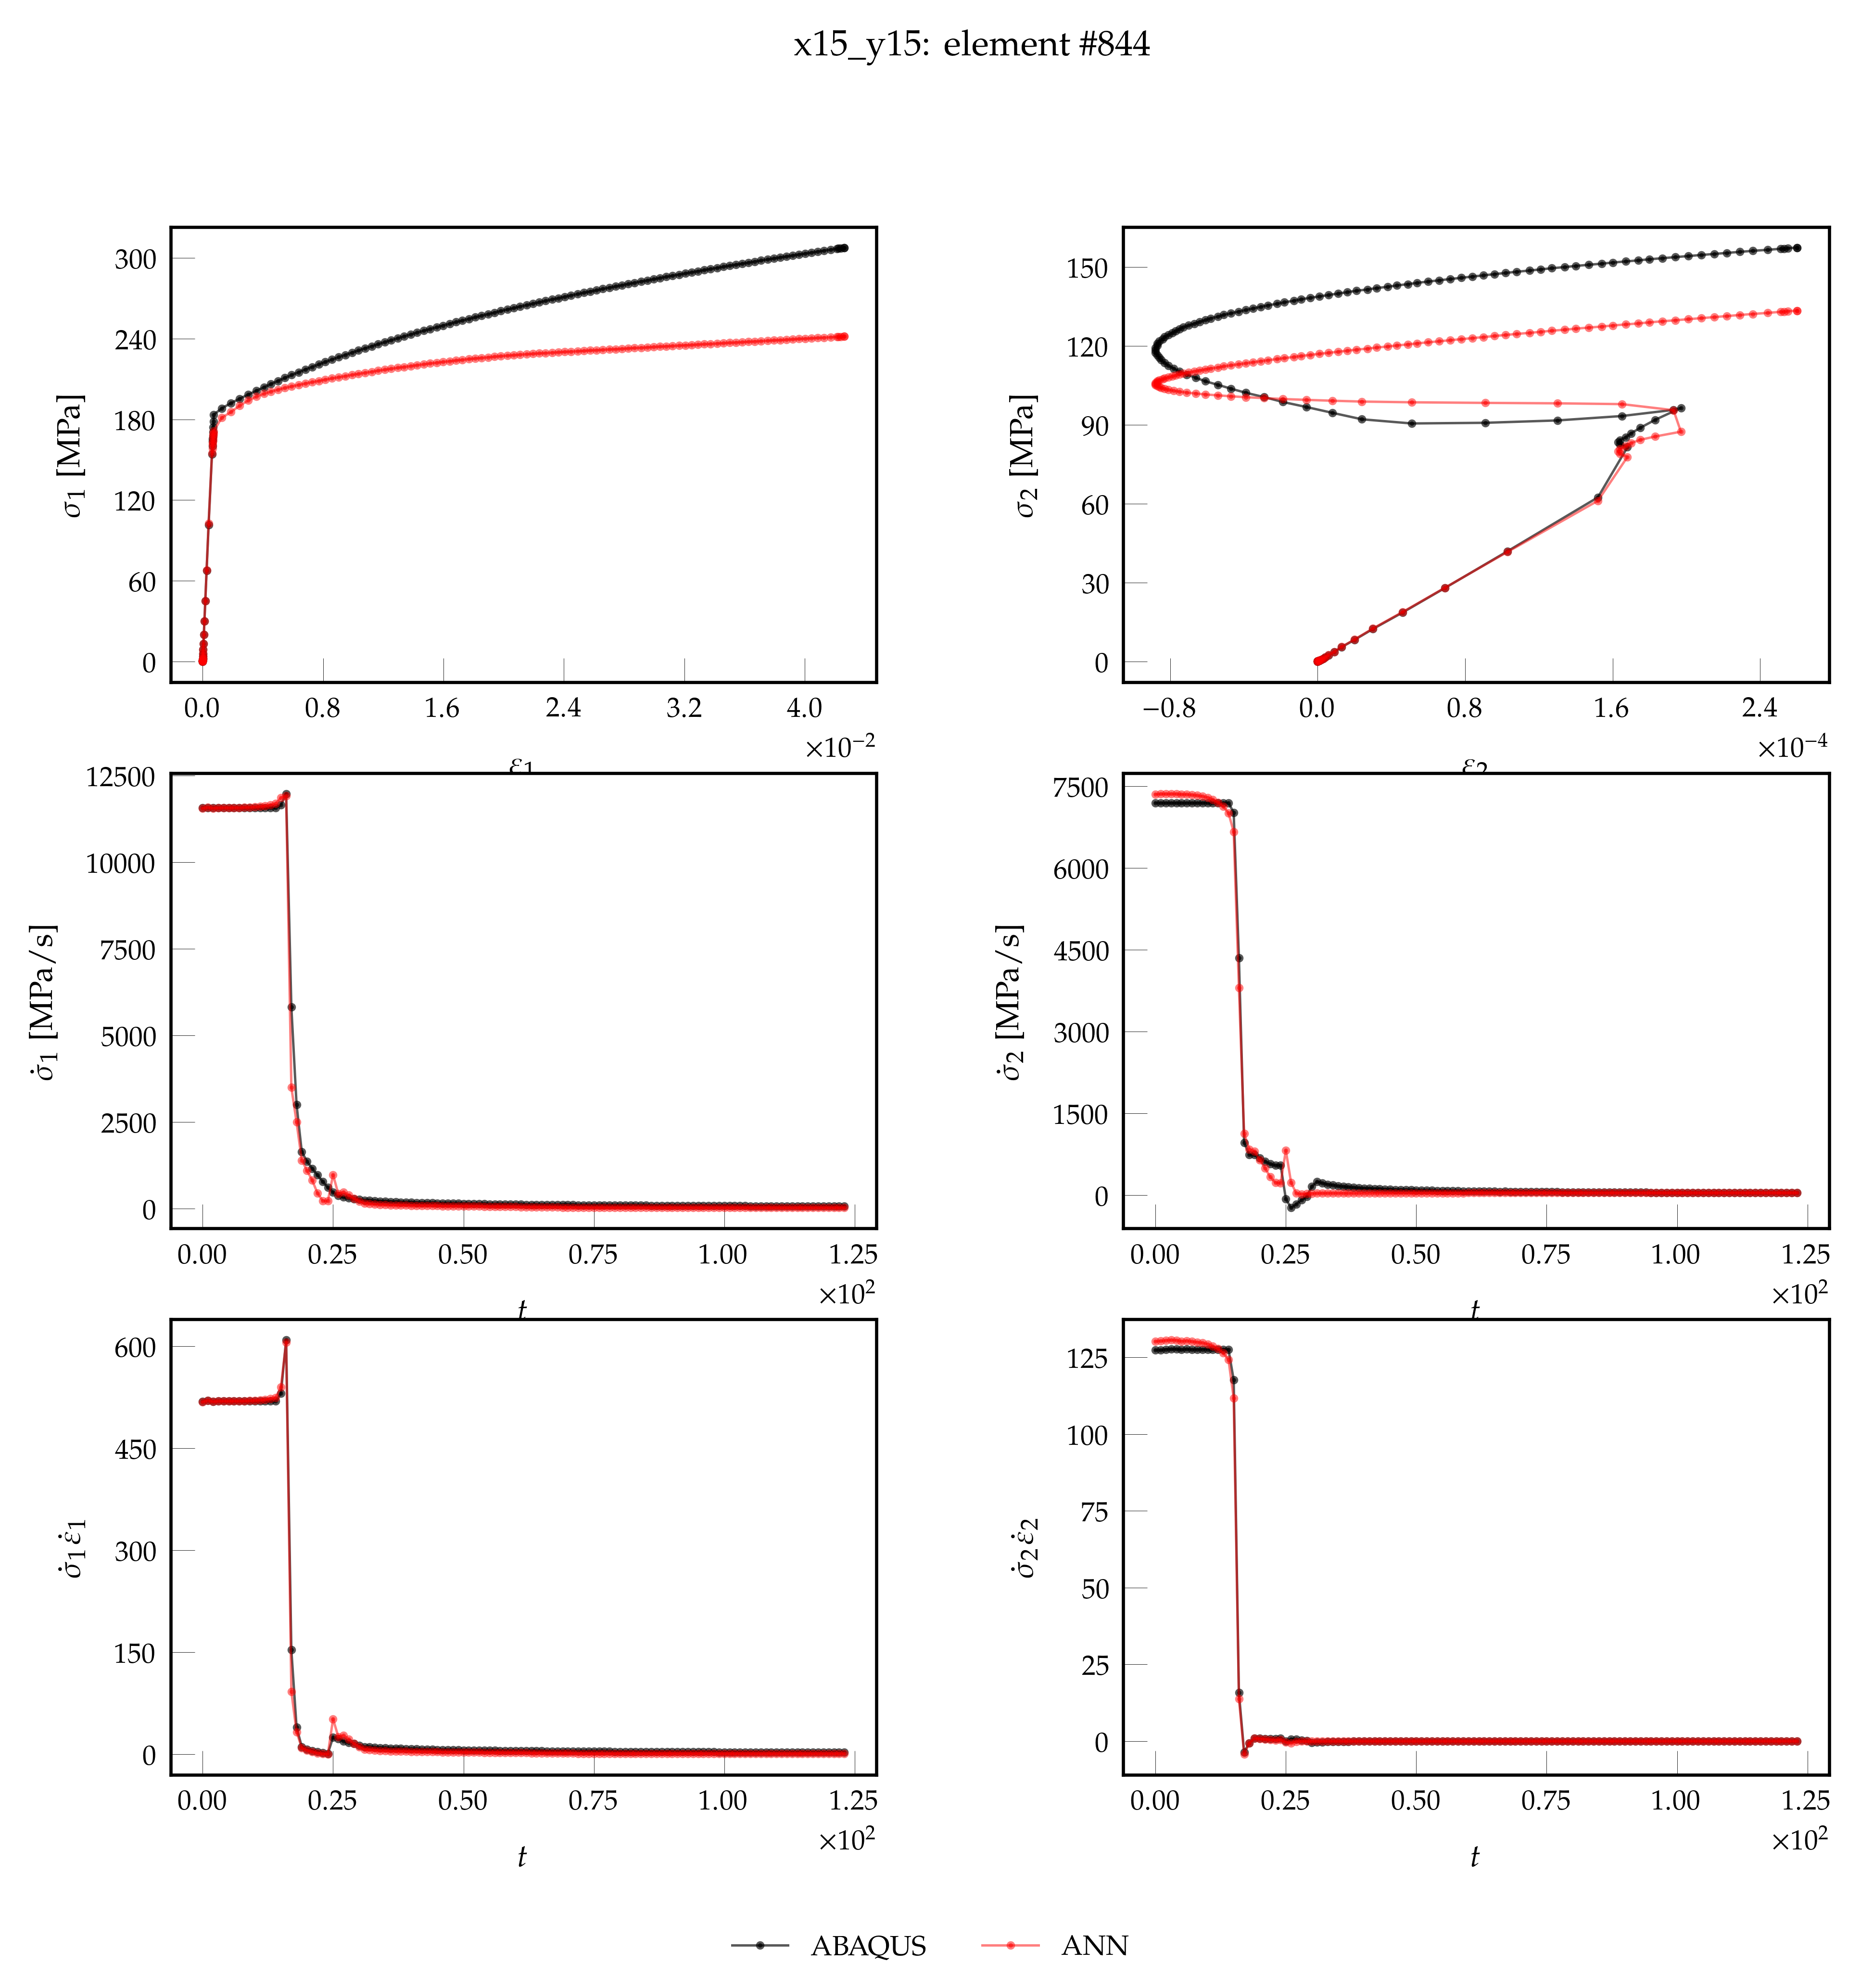 x15_y15: element #844
σ₁ [MPa]
300
240
180
120
60
0
0.0 0.8 1.6 2.4 3.2 4.0
×10⁻²
ε₁
σ₂ [MPa]
150
120
90
60
30
0
−0.8 0.0 0.8 1.6 2.4
×10⁻⁴
ε₂
σ̇₁ [MPa/s]
12500
10000
7500
5000
2500
0
0.00 0.25 0.50 0.75 1.00 1.25
×10²
t
σ̇₂ [MPa/s]
7500
6000
4500
3000
1500
0
0.00 0.25 0.50 0.75 1.00 1.25
×10²
t
σ̇₁ε̇₁
600
450
300
150
0
0.00 0.25 0.50 0.75 1.00 1.25
×10²
t
σ̇₂ε̇₂
125
100
75
50
25
0
0.00 0.25 0.50 0.75 1.00 1.25
×10²
t
ABAQUS ANN